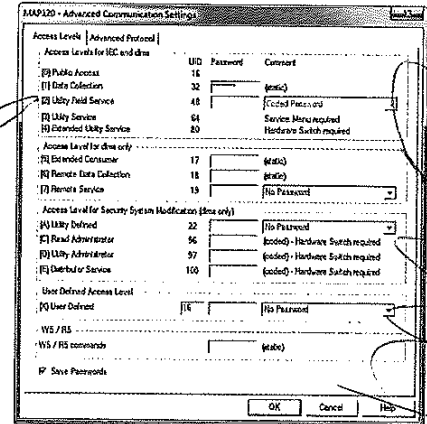 MAP120 - Advanced Communication Settings
Access Levels Advanced Protocol
Access Levels for IEC and dlms
UID Password Comment
[0] Public Access 16
[1] Data Collection 32 (static)
[2] Utility Field Service 48 Coded Password
[3] Utility Service 64 Service Menu required
[4] Extended Utility Service 80 Hardware Switch required
Access Level for dlms only
[5] Extended Consumer 17 (static)
[6] Remote Data Collection 18 (static)
[7] Remote Service 19 No Password
Access Level for Security System Modification (dlms only)
[A] Utility Defined 22 No Password
[C] Read Administrator 96 (coded) - Hardware Switch required
[D] Utility Administrator 97 (coded) - Hardware Switch required
[E] Distributor Service 100 (coded) - Hardware Switch required
User Defined Access Level
[X] User Defined 16 No Password
W5 / R5
W5 / R5 commands (static)
Save Passwords
OK Cancel Help